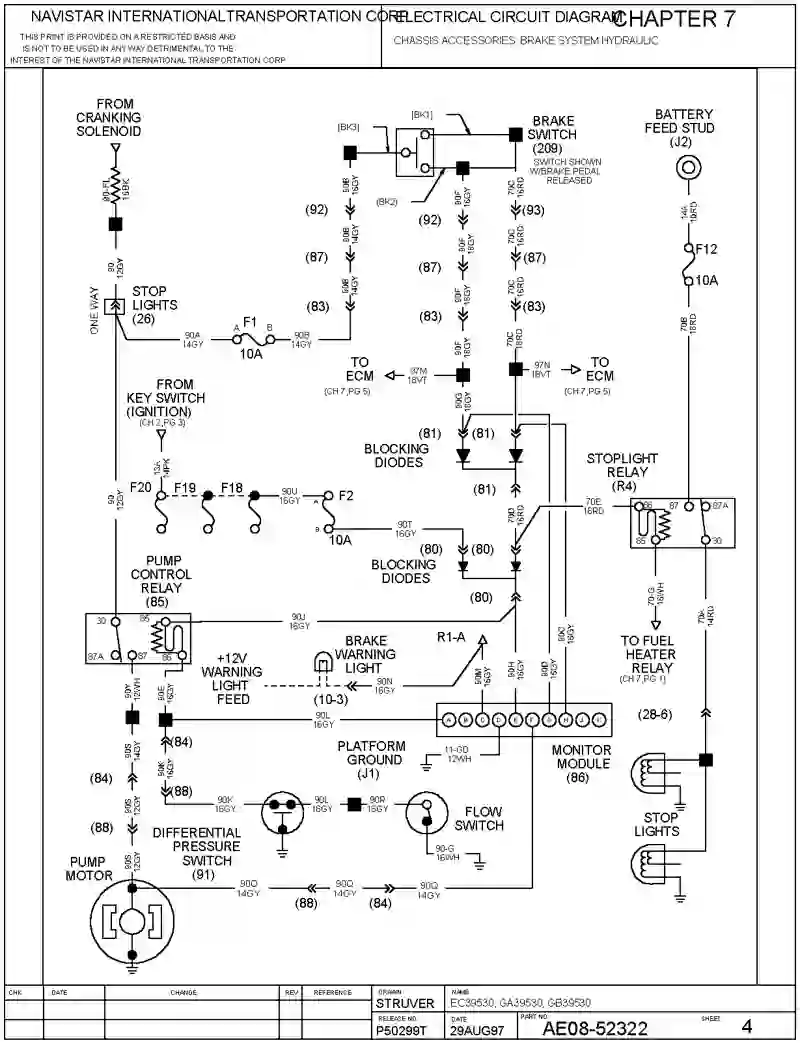 NAVISTAR INTERNATIONAL TRANSPORTATION CORP
THIS PRINT IS PROVIDED ON A RESTRICTED BASIS AND
IS NOT TO BE USED IN ANY WAY DETRIMENTAL TO THE
INTEREST OF THE NAVISTAR INTERNATIONAL TRANSPORTATION CORP
ELECTRICAL CIRCUIT DIAGRAM
CHAPTER 7
CHASSIS ACCESSORIES BRAKE SYSTEM HYDRAULIC
FROM
CRANKING
SOLENOID
[BK3]
[BK1]
(BK2)
BRAKE
SWITCH
(209)
SWITCH SHOWN
W/BRAKE PEDAL
RELEASED
BATTERY
FEED STUD
(J2)
90-FL
90B
16GY
90F
16GY
70C
16RD
14A
(92)
(92)
(93)
90B
14GY
90F
18GY
70C
16RD
F12
10A
(87)
(87)
(87)
90
12GY
90B
14GY
90F
18GY
70C
16RD
ONE WAY
STOP
LIGHTS
(26)
(83)
(83)
(83)
F1
A
B
10A
90A
14GY
90B
14GY
90F
18GY
70C
18RD
70B
18RD
TO
ECM
(CH 7,PG 5)
97M
18VT
97N
18VT
TO
ECM
(CH 7,PG 5)
FROM
KEY SWITCH
(IGNITION)
(CH 2,PG 3)
90G
18GY
(81)
(81)
BLOCKING
DIODES
13A
14PK
STOPLIGHT
RELAY
(R4)
F20
F19
F18
90U
16GY
F2
A
B
10A
(81)
90
12GY
70D
16RD
70E
16RD
86
87
87A
85
30
90T
16GY
(80)
(80)
BLOCKING
DIODES
PUMP
CONTROL
RELAY
(85)
(80)
70-G
16WH
70A
14RD
30
85
87A
87
86
90J
16GY
TO FUEL
HEATER
RELAY
(CH 7,PG 1)
BRAKE
WARNING
LIGHT
R1-A
+12V
WARNING
LIGHT
FEED
(10-3)
90N
16GY
90M
16GY
90H
16GY
90D
16GY
90C
16GY
90Y
12WH
90E
16GY
90L
16GY
A
B
C
D
E
F
G
H
J
K
(28-6)
(84)
PLATFORM
GROUND
(J1)
11-GD
12WH
MONITOR
MODULE
(86)
90S
14GY
90K
16GY
(84)
(88)
90S
12GY
90K
16GY
90L
16GY
90R
16GY
FLOW
SWITCH
STOP
LIGHTS
(88)
DIFFERENTIAL
PRESSURE
SWITCH
(91)
90-G
16WH
90S
12GY
PUMP
MOTOR
90Q
14GY
90Q
14GY
90Q
14GY
(88)
(84)
CHK
DATE
CHANGE
REV
REFERENCE
DRAWN
STRUVER
NAME
EC39530, GA39530, GB39530
RELEASE NO.
P50299T
DATE
29AUG97
PART NO.
AE08-52322
SHEET
4